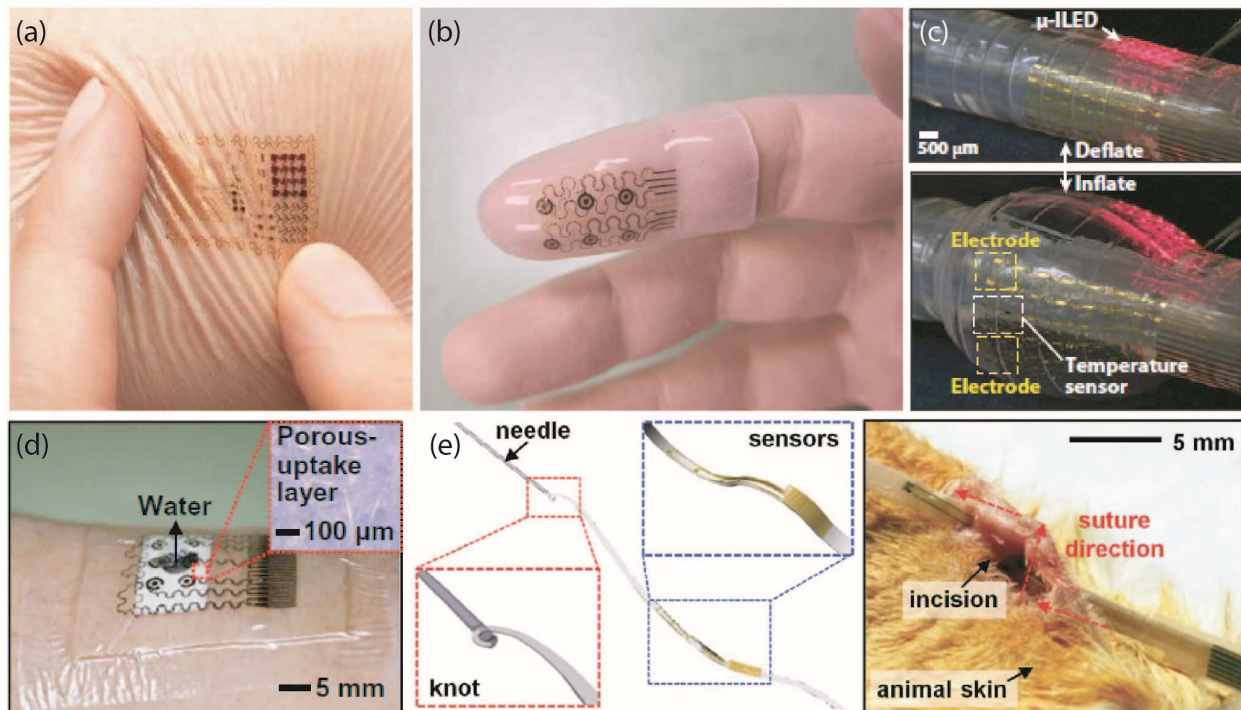 (a)
(b)
(c)
μ-ILED
500 μm
Deflate
Inflate
Electrode
Temperature
sensor
Electrode
(d)
Porous-
uptake
layer
100 μm
Water
5 mm
(e)
needle
sensors
knot
5 mm
suture
direction
incision
animal skin